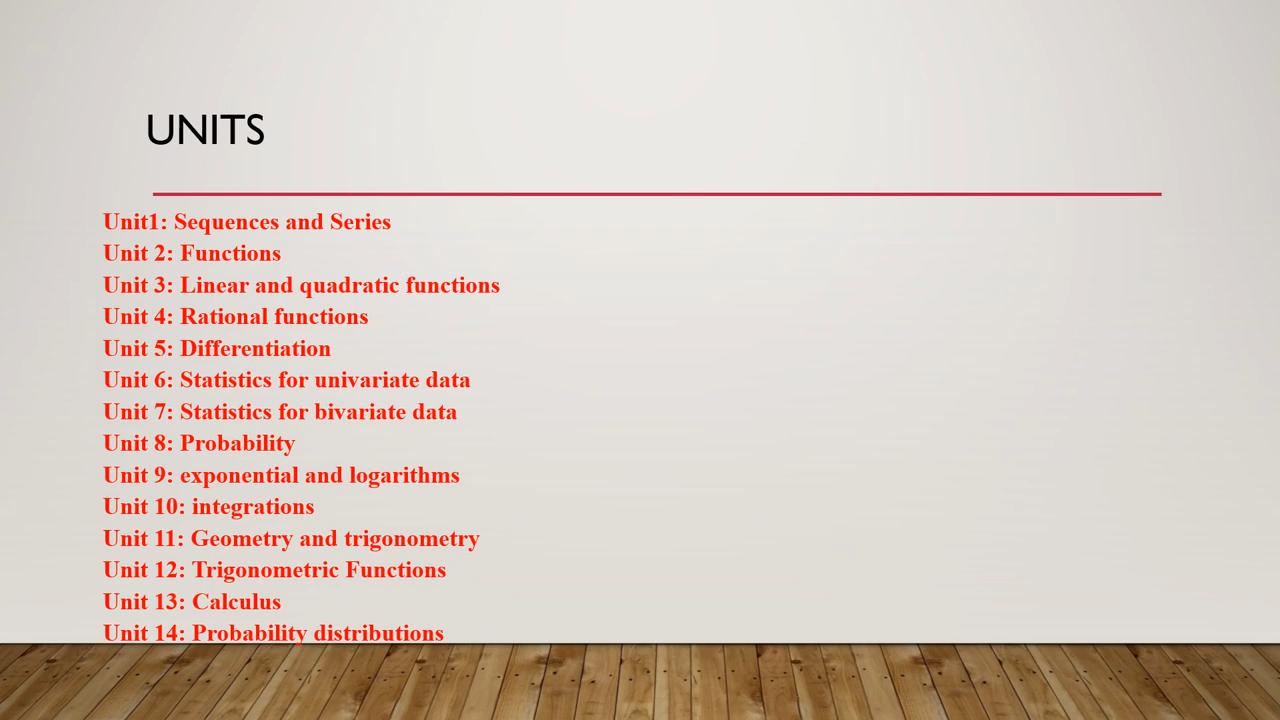 UNITS
Unit1: Sequences and Series
Unit 2: Functions
Unit 3: Linear and quadratic functions
Unit 4: Rational functions
Unit 5: Differentiation
Unit 6: Statistics for univariate data
Unit 7: Statistics for bivariate data
Unit 8: Probability
Unit 9: exponential and logarithms
Unit 10: integrations
Unit 11: Geometry and trigonometry
Unit 12: Trigonometric Functions
Unit 13: Calculus
Unit 14: Probability distributions